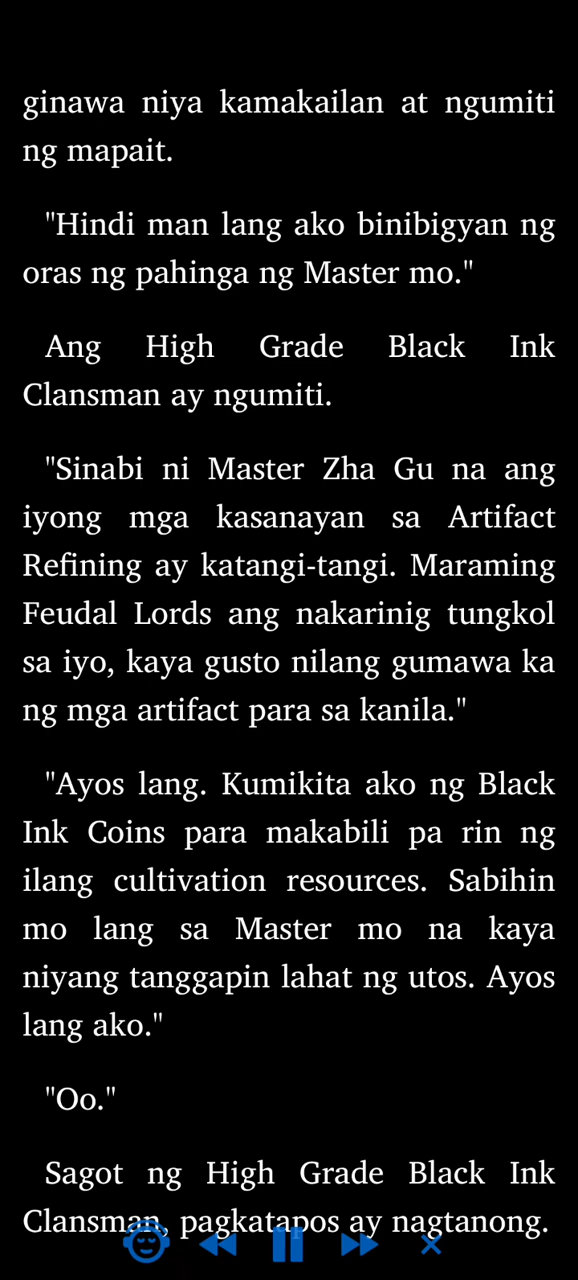 ginawa niya kamakailan at ngumiti
ng mapait.
"Hindi man lang ako binibigyan ng
oras ng pahinga ng Master mo."
Ang High Grade Black Ink
Clansman ay ngumiti.
"Sinabi ni Master Zha Gu na ang
iyong mga kasanayan sa Artifact
Refining ay katangi-tangi. Maraming
Feudal Lords ang nakarinig tungkol
sa iyo, kaya gusto nilang gumawa ka
ng mga artifact para sa kanila."
"Ayos lang. Kumikita ako ng Black
Ink Coins para makabili pa rin ng
ilang cultivation resources. Sabihin
mo lang sa Master mo na kaya
niyang tanggapin lahat ng utos. Ayos
lang ako."
"Oo."
Sagot ng High Grade Black Ink
Clansman, pagkatapos ay nagtanong.